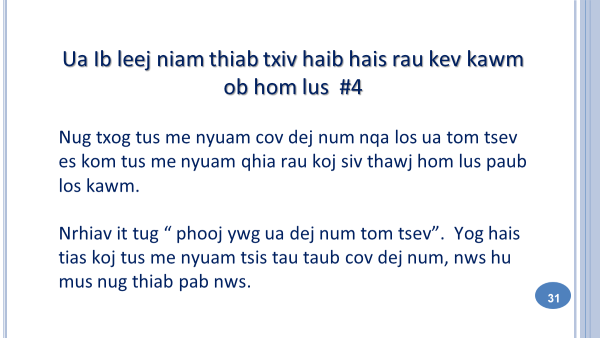 Ua Ib leej niam thiab txiv haib hais rau kev kawm
ob hom lus #4
Nug txog tus me nyuam cov dej num nqa los ua tom tsev
es kom tus me nyuam qhia rau koj siv thawj hom lus paub
los kawm.
Nrhiav it tug “ phooj ywg ua dej num tom tsev”. Yog hais
tias koj tus me nyuam tsis tau taub cov dej num, nws hu
mus nug thiab pab nws.
31